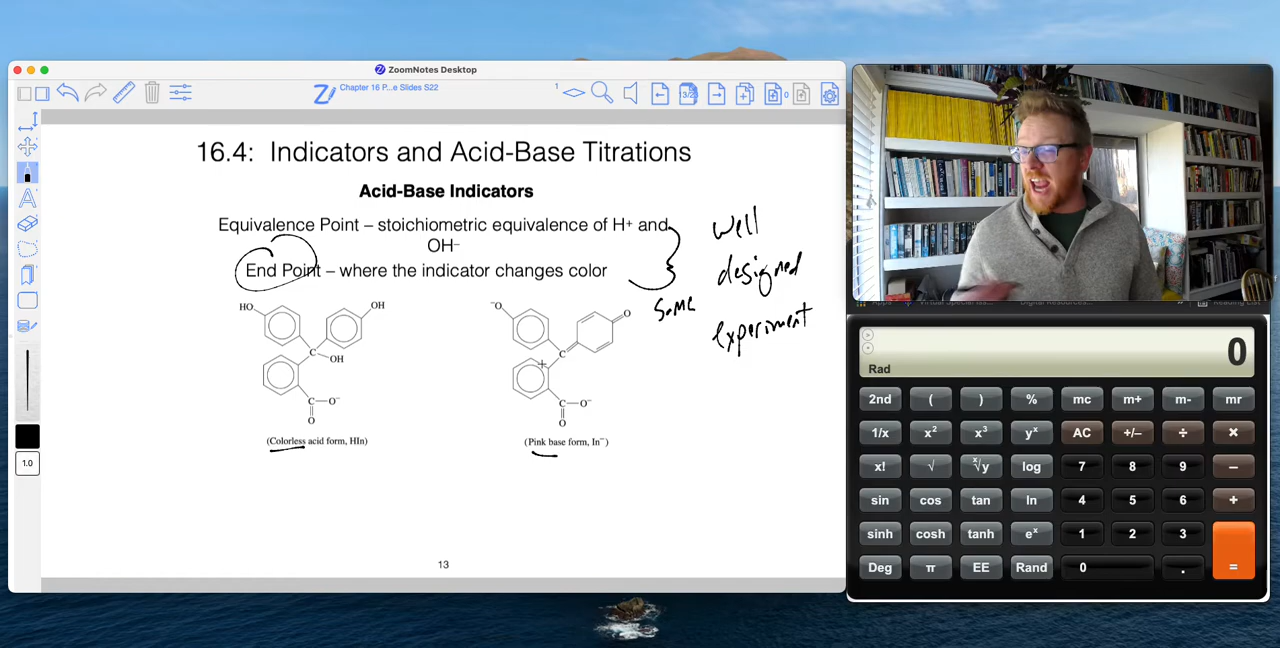 ZoomNotes Desktop
Chapter 16 P...e Slides S22
1
13/2
0
16.4: Indicators and Acid-Base Titrations
Acid-Base Indicators
Equivalence Point – stoichiometric equivalence of H+ and
OH–
End Point – where the indicator changes color
well
designed
experiment
same
HO
OH
C
OH
C—O–
O
(Colorless acid form, HIn)
–O
O
C
C—O–
O
(Pink base form, In–)
13
A
1.0
0
Rad
2nd ( ) % mc m+ m- mr
1/x x² x³ yˣ AC +/– ÷ ×
x! √ ˣ√y log 7 8 9 −
sin cos tan ln 4 5 6 +
sinh cosh tanh eˣ 1 2 3 =
Deg π EE Rand 0 .